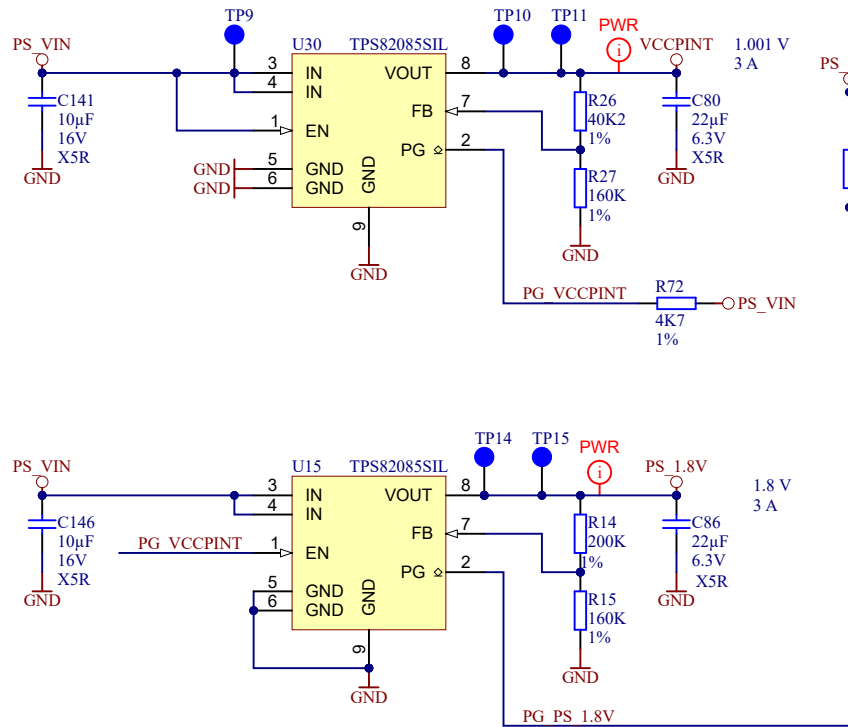 TP9
TP10
TP11
PWR
PS_VIN
U30
TPS82085SIL
VCCPINT
1.001 V
3 A
PS_
3
IN
VOUT
8
4
IN
C141
10µF
16V
X5R
FB
7
R26
40K2
1%
C80
22µF
6.3V
X5R
1
EN
PG
2
GND
5
GND
GND
6
GND
GND
R27
160K
1%
GND
GND
9
GND
GND
PG_VCCPINT
R72
4K7
1%
PS_VIN
TP14
TP15
PWR
PS_VIN
U15
TPS82085SIL
PS_1.8V
1.8 V
3 A
3
IN
VOUT
8
4
IN
C146
10µF
16V
X5R
PG_VCCPINT
1
EN
FB
7
R14
200K
1%
C86
22µF
6.3V
X5R
PG
2
5
GND
6
GND
GND
R15
160K
1%
GND
GND
9
GND
GND
PG_PS_1.8V